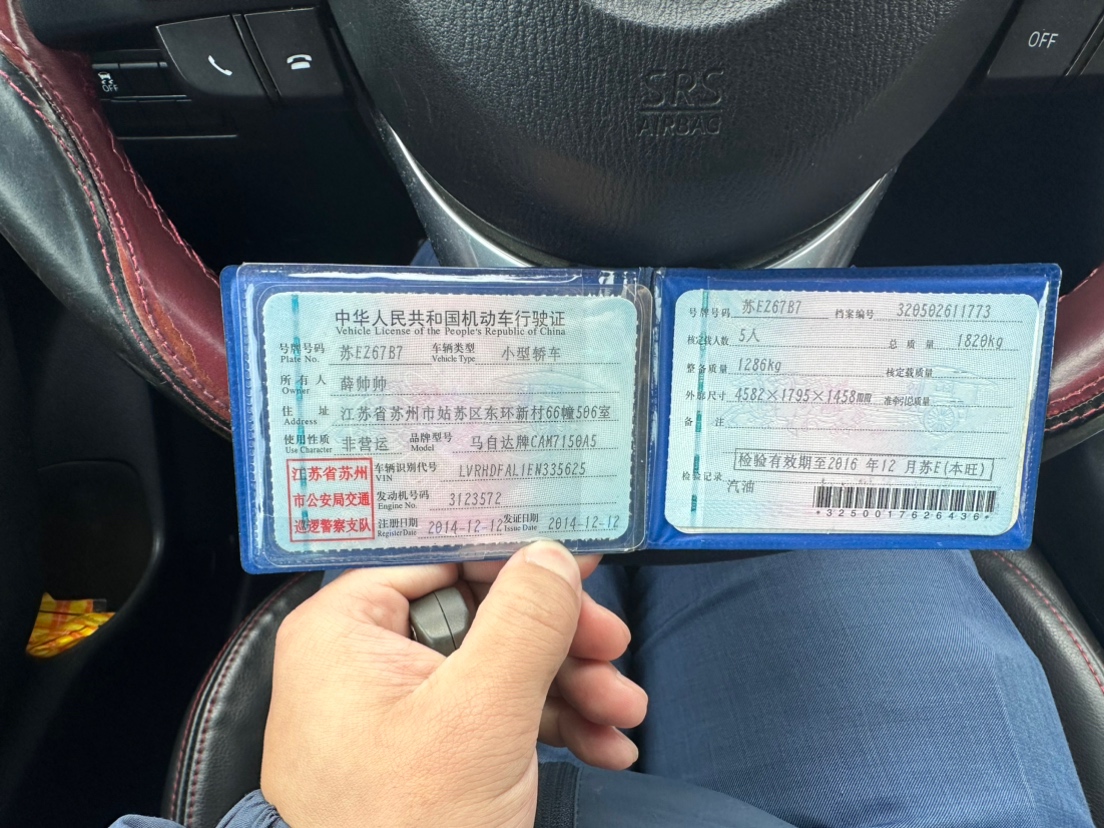 OFF
OFF
SRS
AIRBAG
中华人民共和国机动车行驶证
Vehicle License of the People's Republic of China
号牌号码 苏EZ67B7 车辆类型 小型轿车
Plate No. Vehicle Type
所有人 薛帅帅
Owner
住址 江苏省苏州市姑苏区东环新村66幢506室
Address
使用性质 非营运 品牌型号 马自达牌CAM7150A5
Use Character Model
江苏省苏州
市公安局交通
巡逻警察支队
车辆识别代号 LVRHDFAL1EN335625
VIN
发动机号码 3123572
Engine No.
注册日期 2014-12-12 发证日期 2014-12-12
Register Date Issue Date
号牌号码 苏EZ67B7 档案编号 320502611773
核定载人数 5人 总质量 1820kg
整备质量 1286kg 核定载质量 --
外廓尺寸 4582×1795×1458mm 准牵引总质量 --
备注
检验记录 检验有效期至2016年12月苏E(本旺)
汽油
*3250017626436*